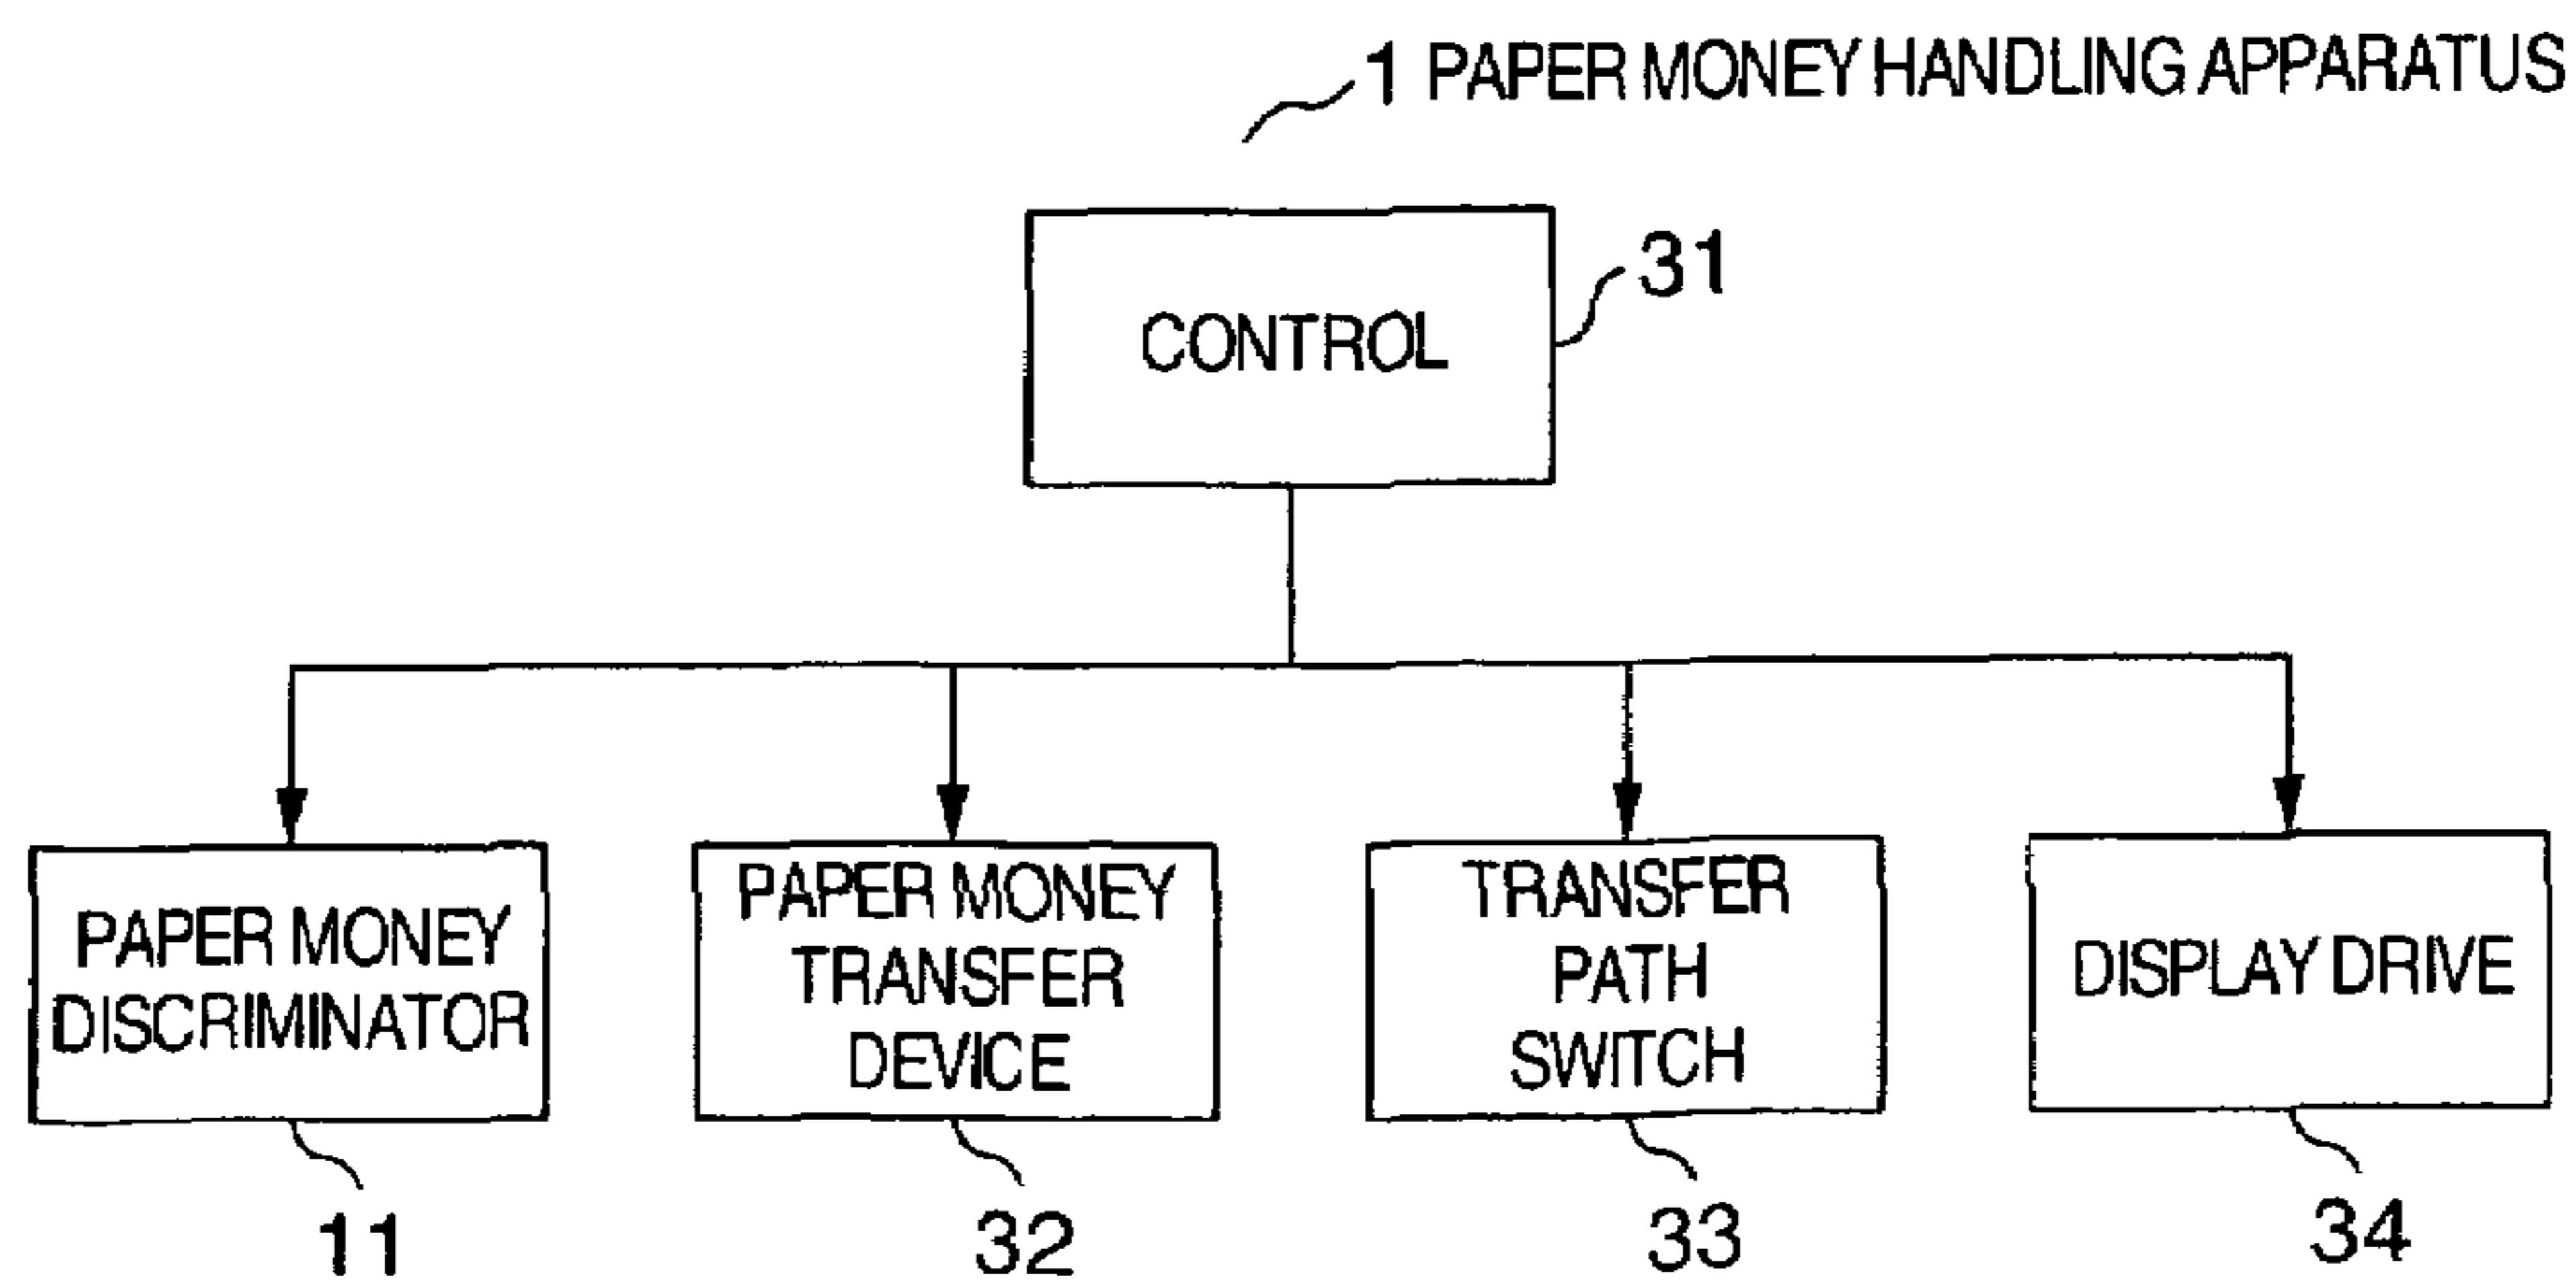 1 PAPER MONEY HANDLING APPARATUS
CONTROL
31
PAPER MONEY
DISCRIMINATOR
11
PAPER MONEY
TRANSFER
DEVICE
32
TRANSFER
PATH
SWITCH
33
DISPLAY DRIVE
34